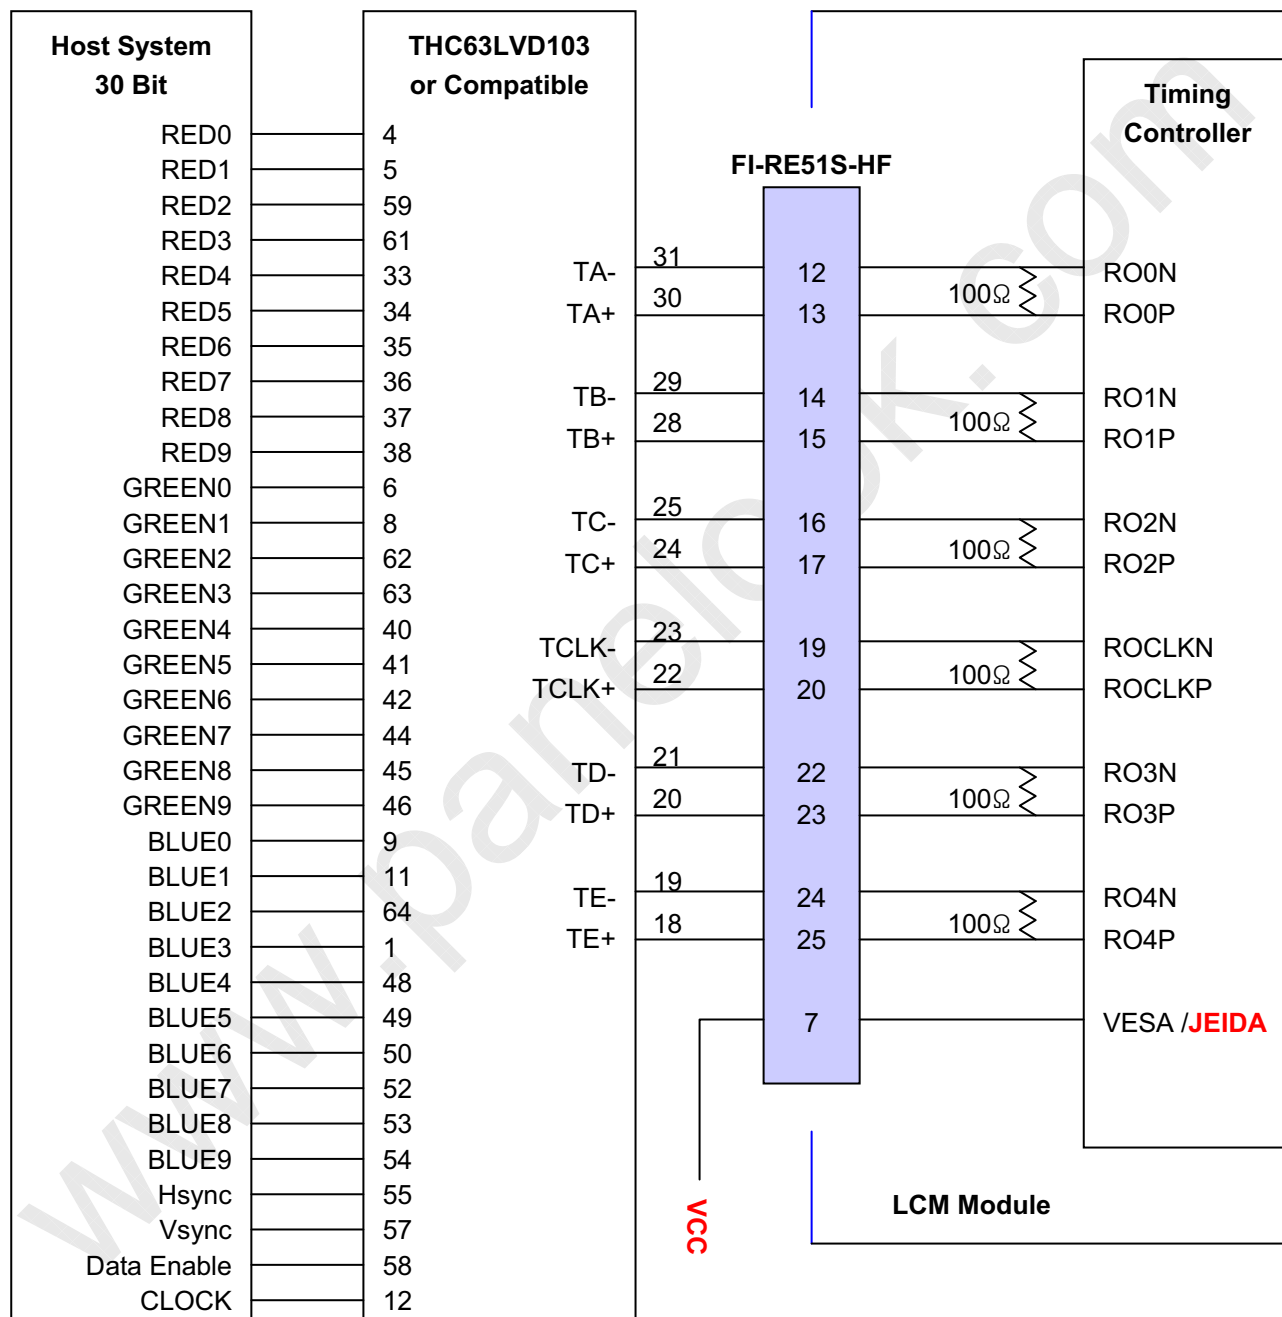 Host System
30 Bit
RED0
RED1
RED2
RED3
RED4
RED5
RED6
RED7
RED8
RED9
GREEN0
GREEN1
GREEN2
GREEN3
GREEN4
GREEN5
GREEN6
GREEN7
GREEN8
GREEN9
BLUE0
BLUE1
BLUE2
BLUE3
BLUE4
BLUE5
BLUE6
BLUE7
BLUE8
BLUE9
Hsync
Vsync
Data Enable
CLOCK
THC63LVD103
or Compatible
4
5
59
61
33
34
35
36
37
38
6
8
62
63
40
41
42
44
45
46
9
11
64
1
48
49
50
52
53
54
55
57
58
12
TA-
TA+
TB-
TB+
TC-
TC+
TCLK-
TCLK+
TD-
TD+
TE-
TE+
31
30
29
28
25
24
23
22
21
20
19
18
VCC
FI-RE51S-HF
12
13
14
15
16
17
19
20
22
23
24
25
7
100Ω
100Ω
100Ω
100Ω
100Ω
100Ω
LCM Module
Timing
Controller
RO0N
RO0P
RO1N
RO1P
RO2N
RO2P
ROCLKN
ROCLKP
RO3N
RO3P
RO4N
RO4P
VESA /JEIDA
www.panelook.com